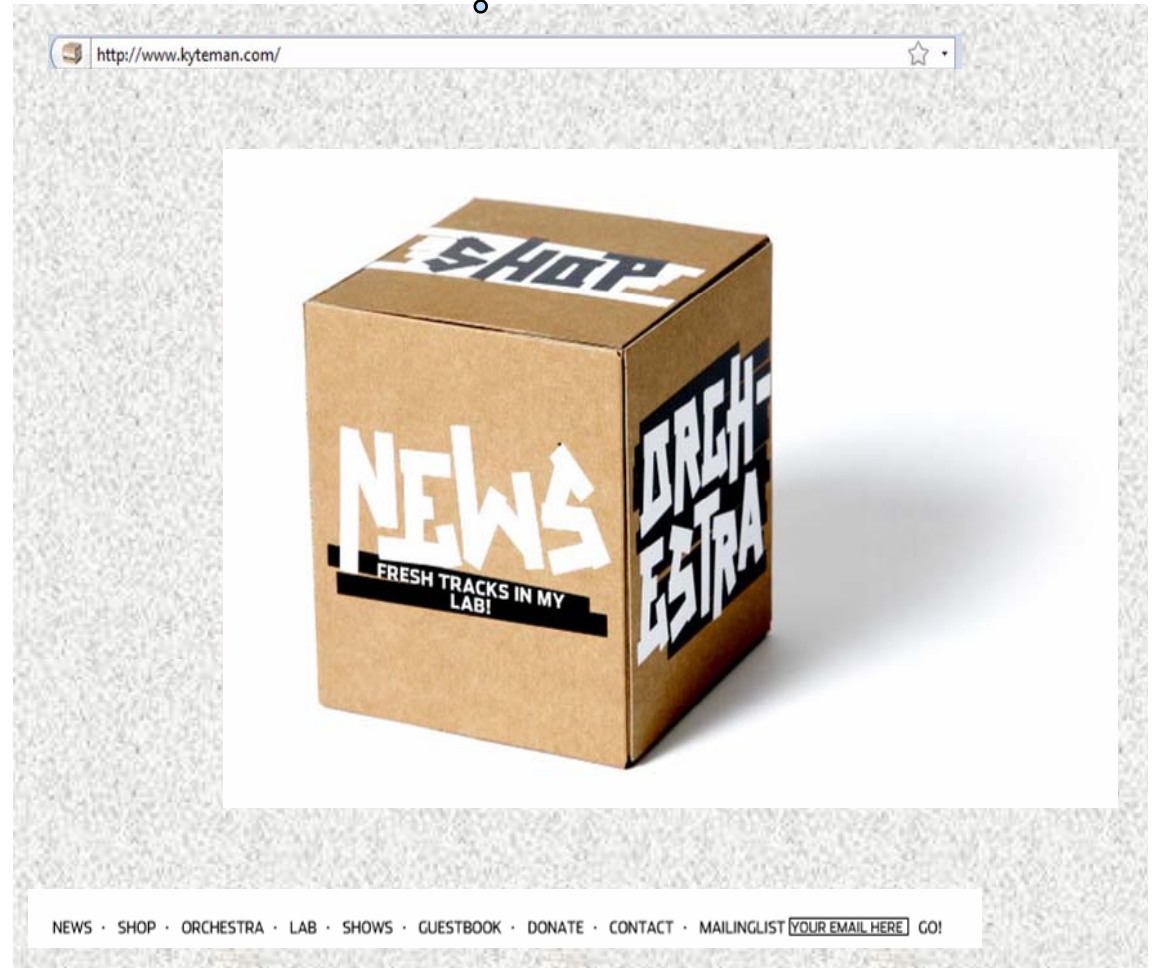 http://www.kyteman.com/
SHOP
NEWS
FRESH TRACKS IN MY
LAB!
ORCH-
ESTRA
NEWS · SHOP · ORCHESTRA · LAB · SHOWS · GUESTBOOK · DONATE · CONTACT · MAILINGLIST YOUR EMAIL HERE GO!